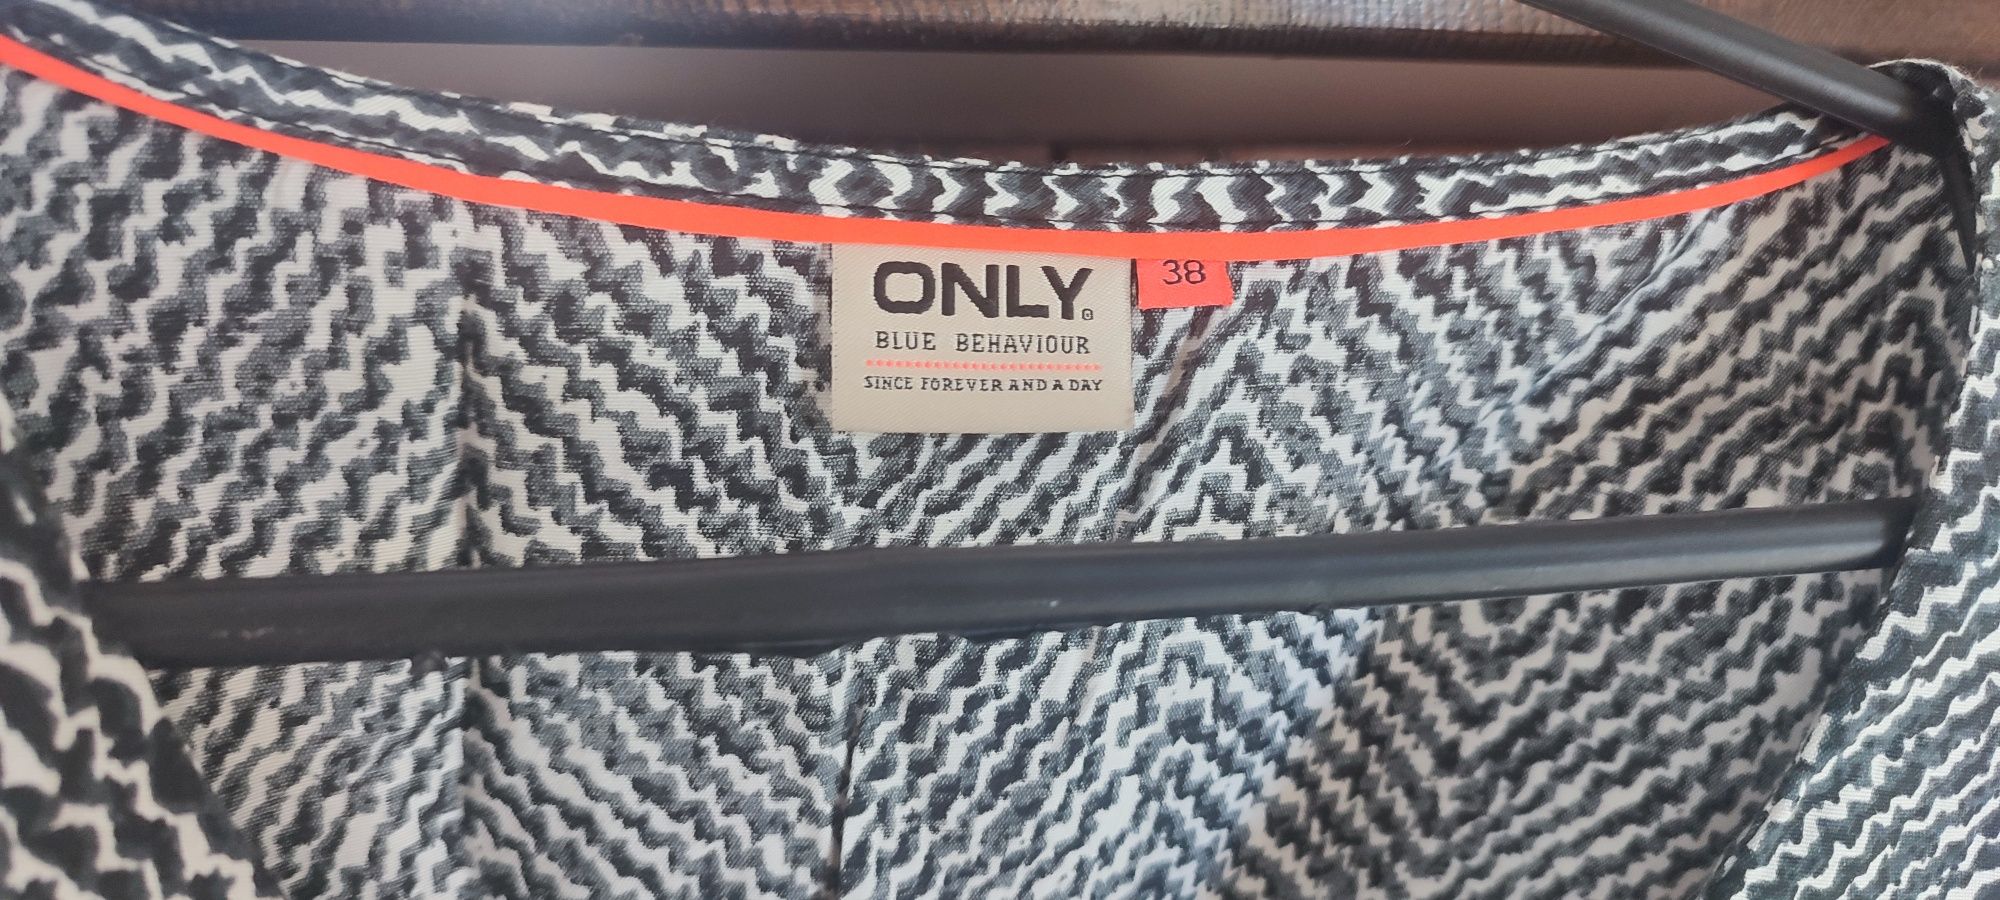 ONLY
BLUE BEHAVIOUR
SINCE FOREVER AND A DAY
38